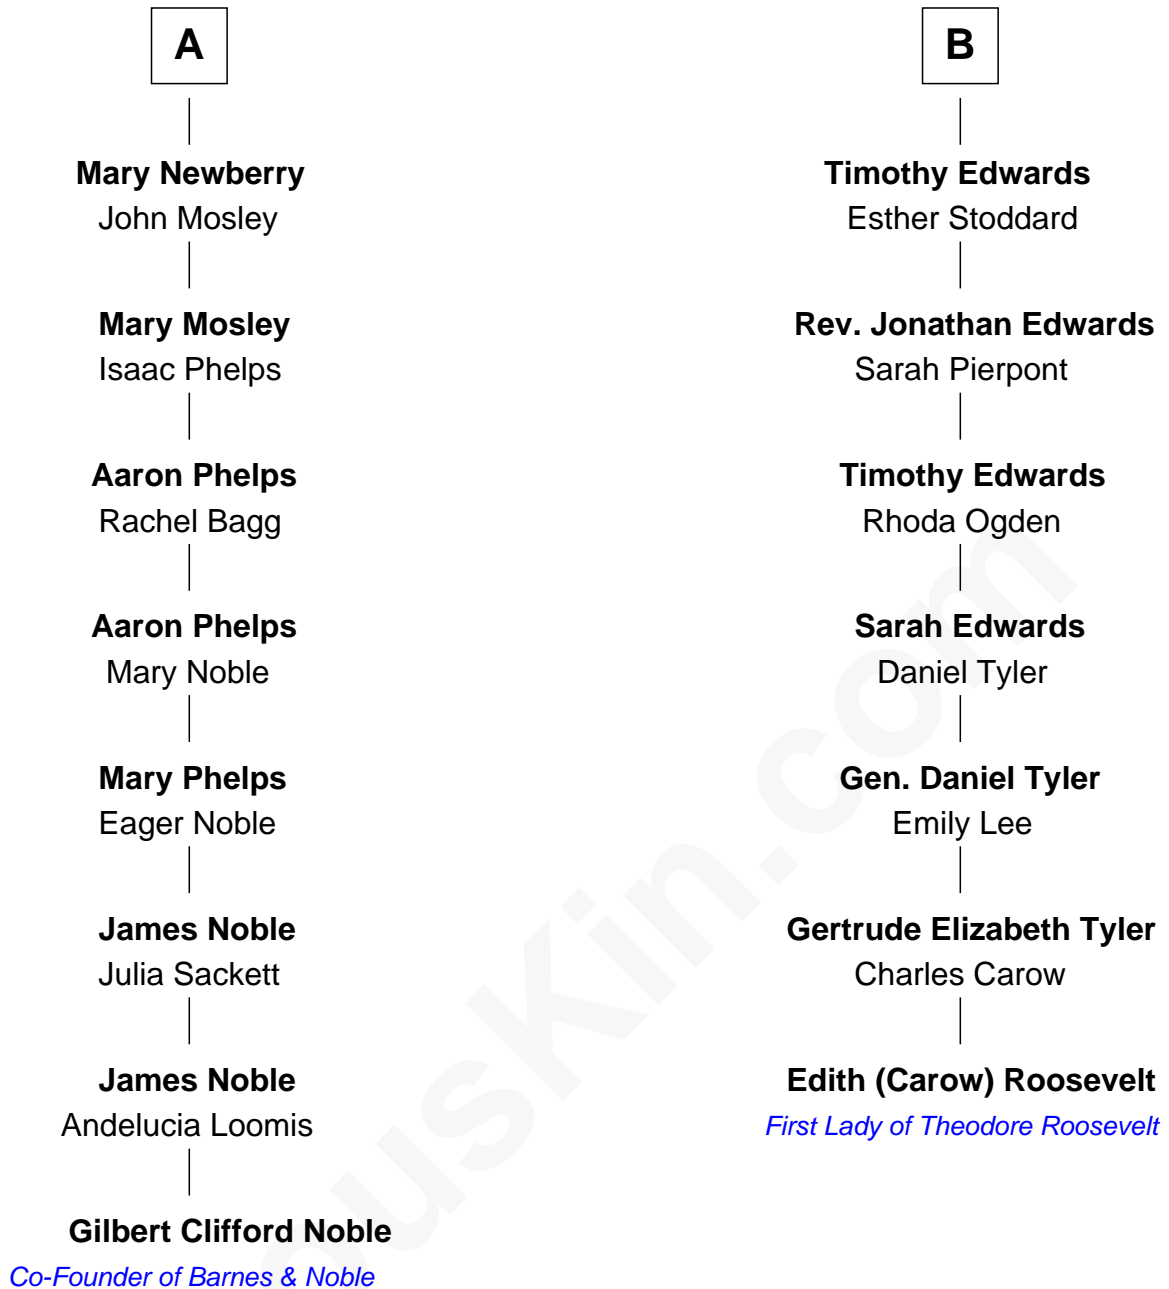 A
Mary Newberry
John Mosley
Mary Mosley
Isaac Phelps
Aaron Phelps
Rachel Bagg
Aaron Phelps
Mary Noble
Mary Phelps
Eager Noble
James Noble
Julia Sackett
James Noble
Andelucia Loomis
Gilbert Clifford Noble
Co-Founder of Barnes & Noble
B
Timothy Edwards
Esther Stoddard
Rev. Jonathan Edwards
Sarah Pierpont
Timothy Edwards
Rhoda Ogden
Sarah Edwards
Daniel Tyler
Gen. Daniel Tyler
Emily Lee
Gertrude Elizabeth Tyler
Charles Carow
Edith (Carow) Roosevelt
First Lady of Theodore Roosevelt
ousKin.com